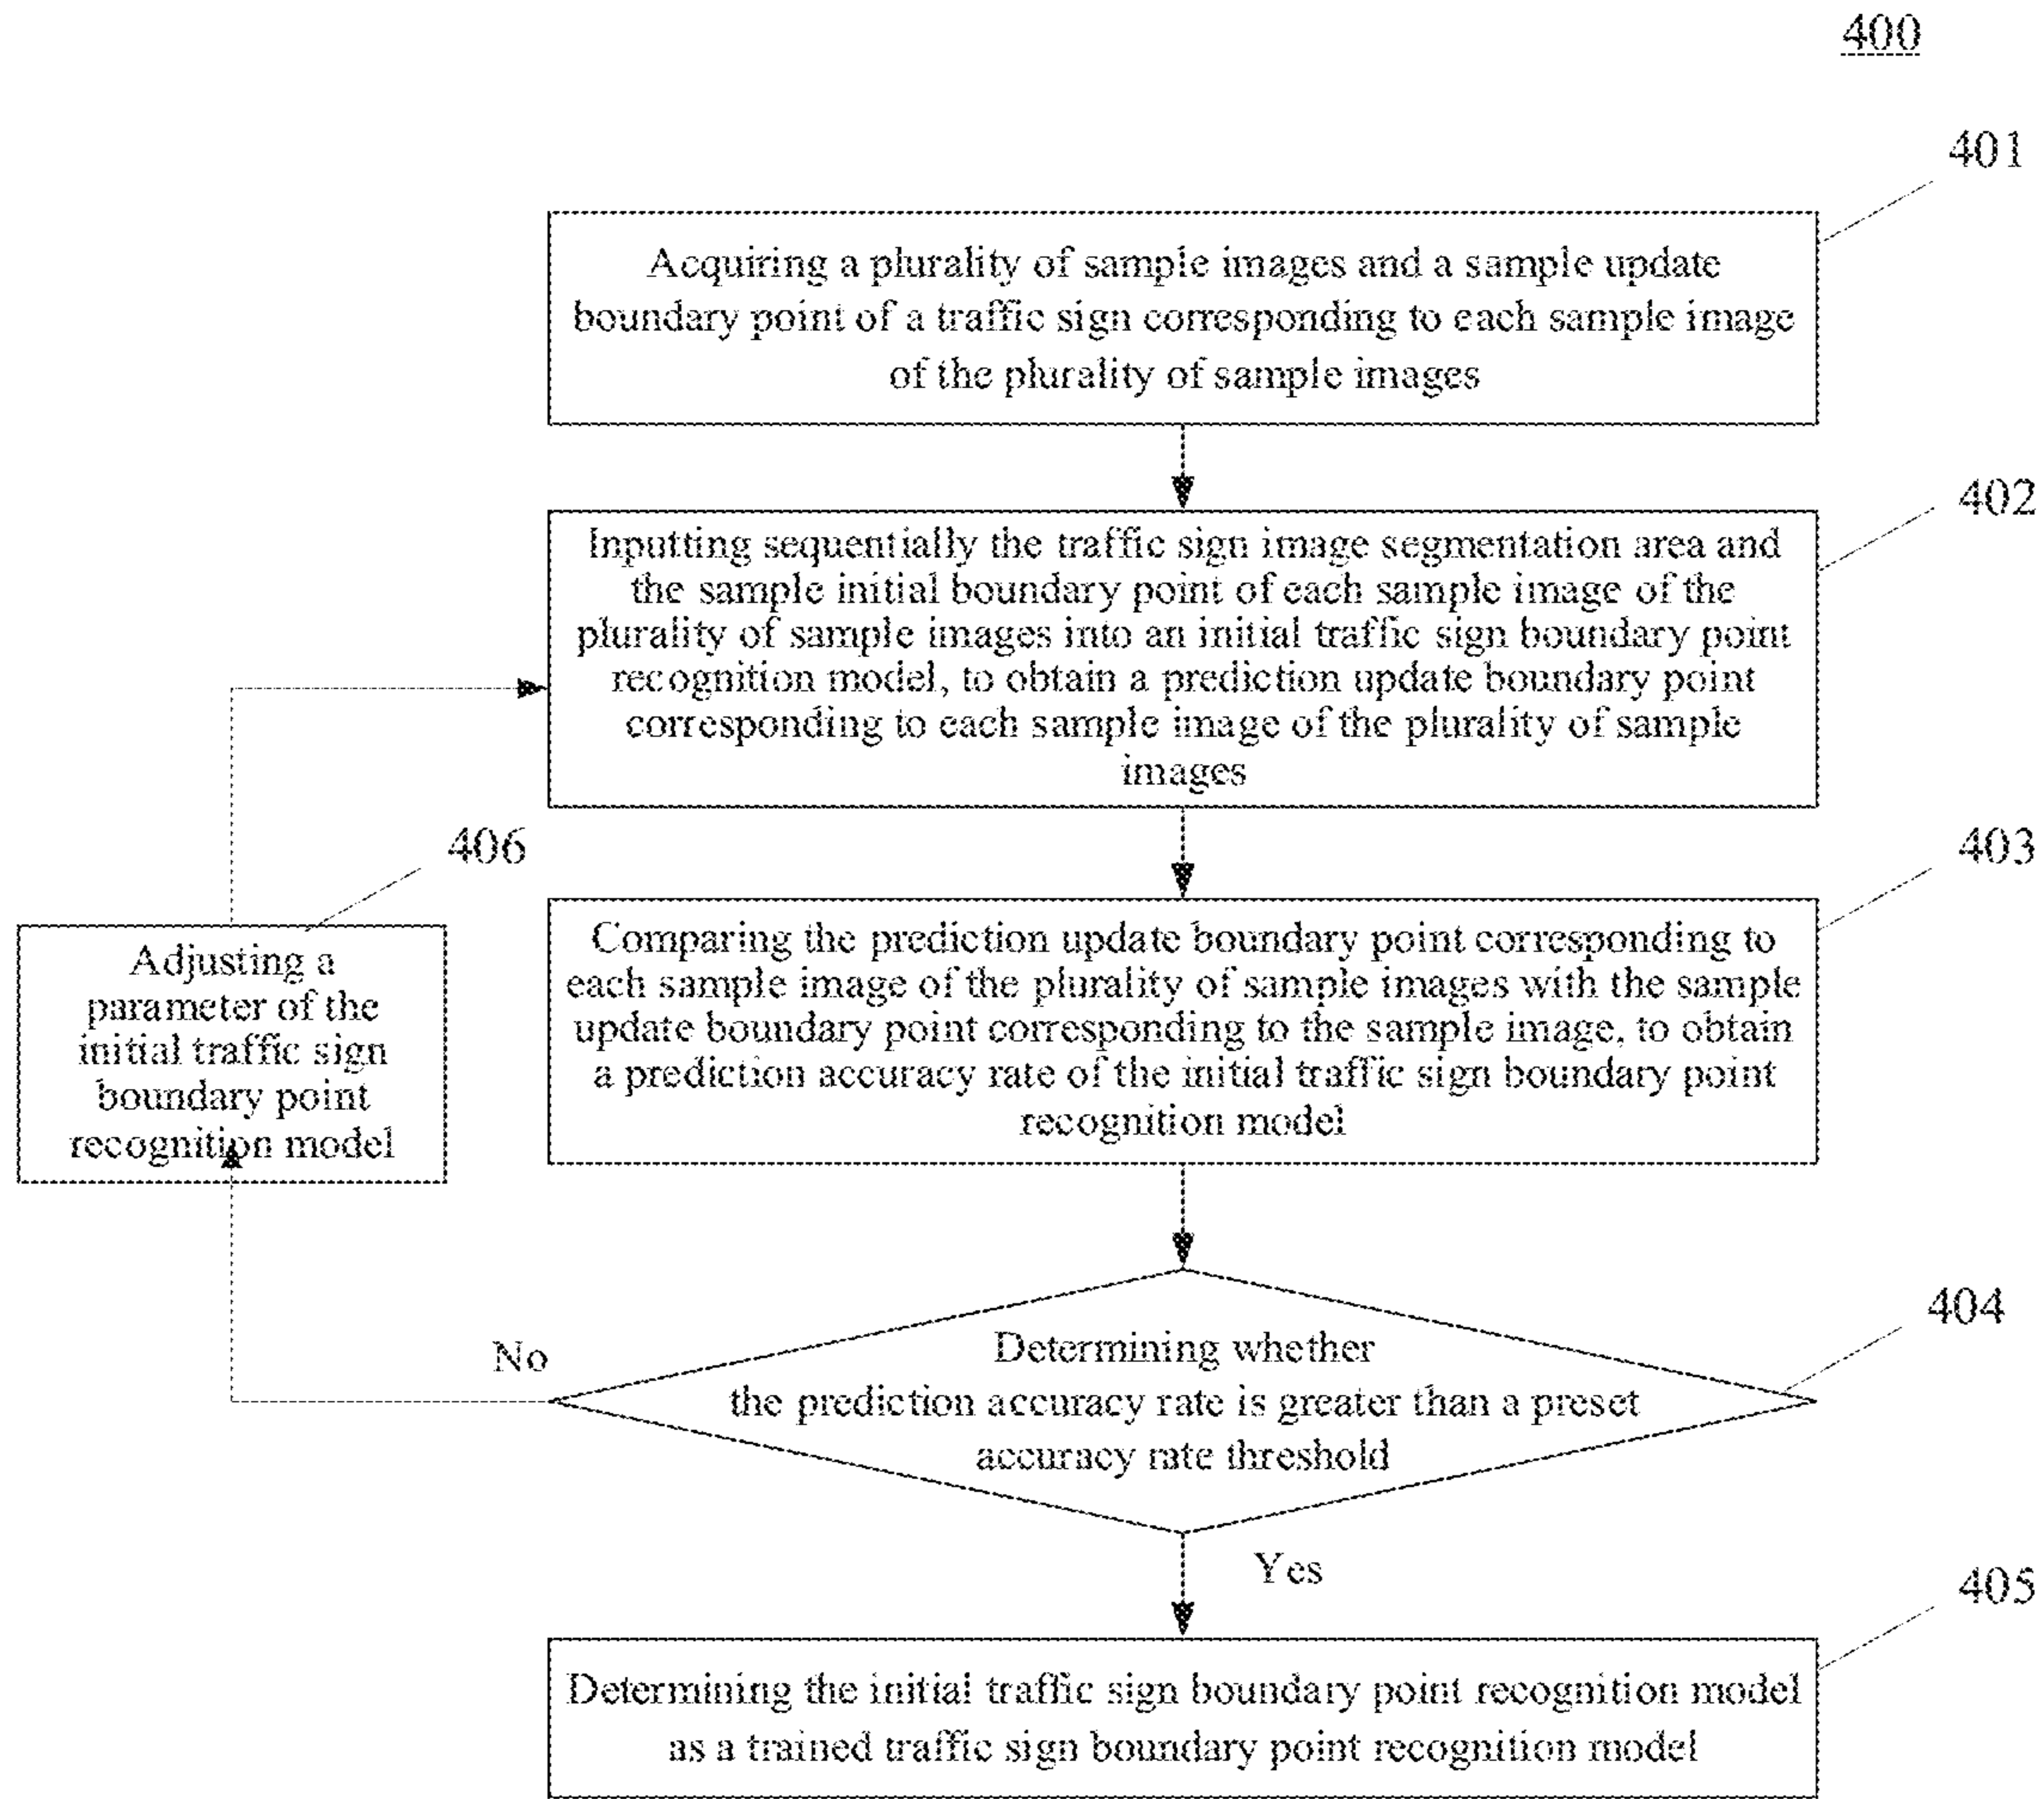 400
401
Acquiring a plurality of sample images and a sample update
boundary point of a traffic sign corresponding to each sample image
of the plurality of sample images
402
Inputting sequentially the traffic sign image segmentation area and
the sample initial boundary point of each sample image of the
plurality of sample images into an initial traffic sign boundary point
recognition model, to obtain a prediction update boundary point
corresponding to each sample image of the plurality of sample
images
406
403
Adjusting a
parameter of the
initial traffic sign
boundary point
recognition model
Comparing the prediction update boundary point corresponding to
each sample image of the plurality of sample images with the sample
update boundary point corresponding to the sample image, to obtain
a prediction accuracy rate of the initial traffic sign boundary point
recognition model
404
No
Determining whether
the prediction accuracy rate is greater than a preset
accuracy rate threshold
Yes
405
Determining the initial traffic sign boundary point recognition model
as a trained traffic sign boundary point recognition model